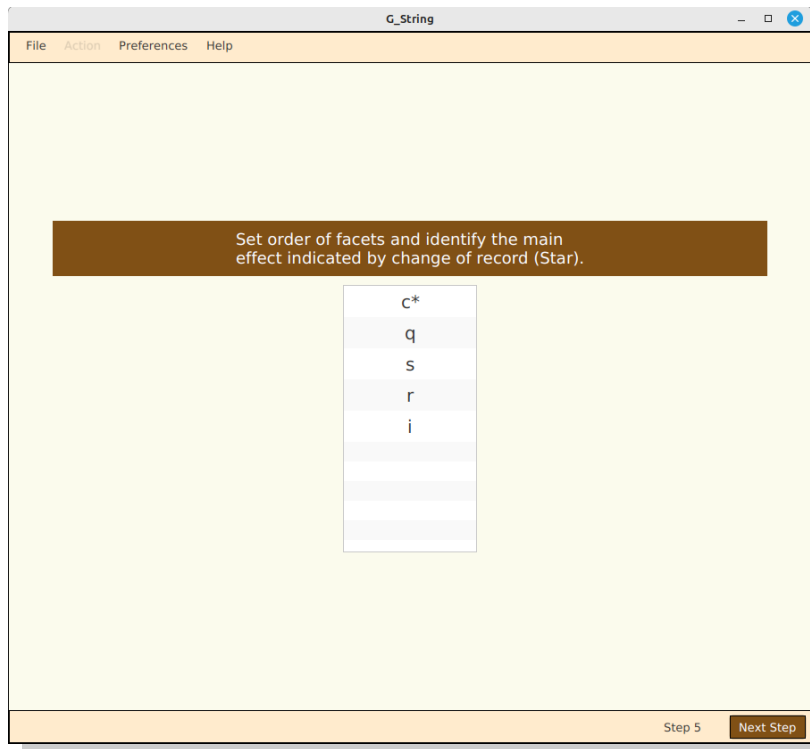 G_String
File Action Preferences Help
Set order of facets and identify the main
effect indicated by change of record (Star).
c*
q
s
r
i
Step 5 Next Step